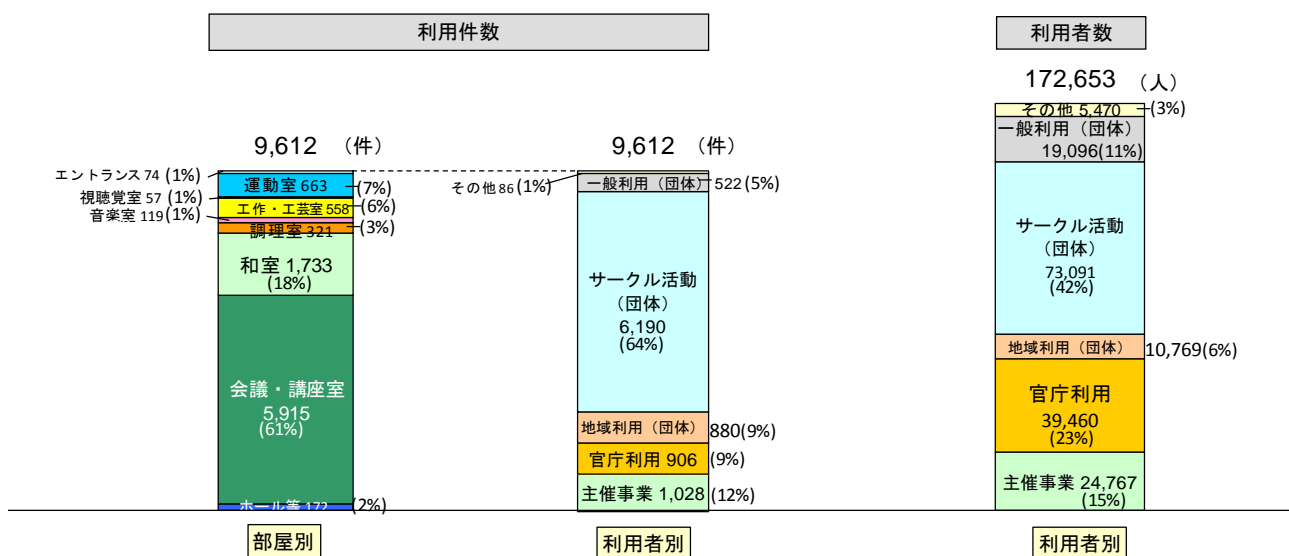 利用件数
利用者数
9,612 （件）
エントランス 74 (1%)
運動室 663 (7%)
視聴覚室 57 (1%)
工作・工芸室 558 (6%)
音楽室 119 (1%)
調理室 321 (3%)
和室 1,733
(18%)
会議・講座室
5,915
(61%)
ホール等 172 (2%)
部屋別
9,612 （件）
その他 86 (1%)
一般利用（団体） 522 (5%)
サークル活動
（団体）
6,190
(64%)
地域利用（団体） 880(9%)
官庁利用 906 (9%)
主催事業 1,028 (12%)
利用者別
172,653 （人）
その他 5,470 (3%)
一般利用（団体）
19,096(11%)
サークル活動
（団体）
73,091
(42%)
地域利用（団体） 10,769(6%)
官庁利用
39,460
(23%)
主催事業 24,767
(15%)
利用者別